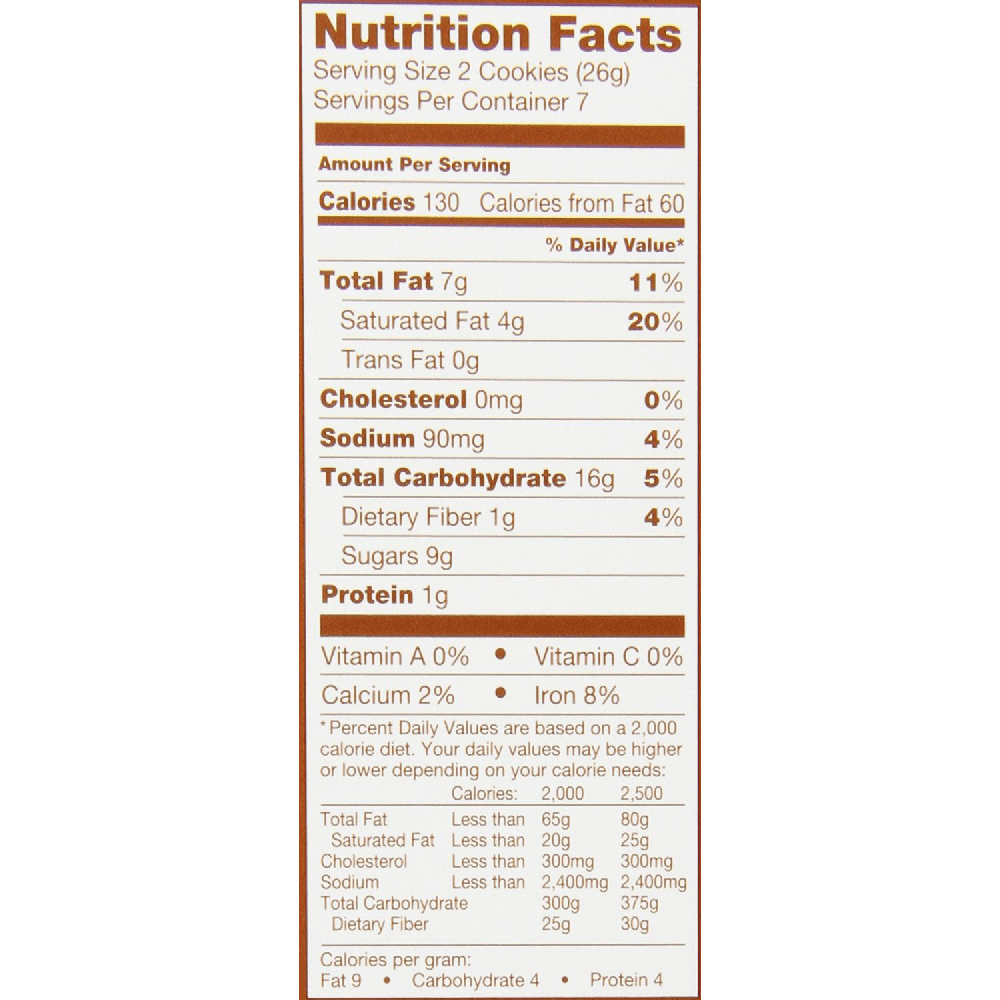 Nutrition Facts
Serving Size 2 Cookies (26g)
Servings Per Container 7
Amount Per Serving
Calories 130 Calories from Fat 60
% Daily Value*
Total Fat 7g 11%
Saturated Fat 4g 20%
Trans Fat 0g
Cholesterol 0mg 0%
Sodium 90mg 4%
Total Carbohydrate 16g 5%
Dietary Fiber 1g 4%
Sugars 9g
Protein 1g
Vitamin A 0% • Vitamin C 0%
Calcium 2% • Iron 8%
*Percent Daily Values are based on a 2,000
calorie diet. Your daily values may be higher
or lower depending on your calorie needs:
Calories: 2,000 2,500
Total Fat Less than 65g 80g
Saturated Fat Less than 20g 25g
Cholesterol Less than 300mg 300mg
Sodium Less than 2,400mg 2,400mg
Total Carbohydrate 300g 375g
Dietary Fiber 25g 30g
Calories per gram:
Fat 9 • Carbohydrate 4 • Protein 4